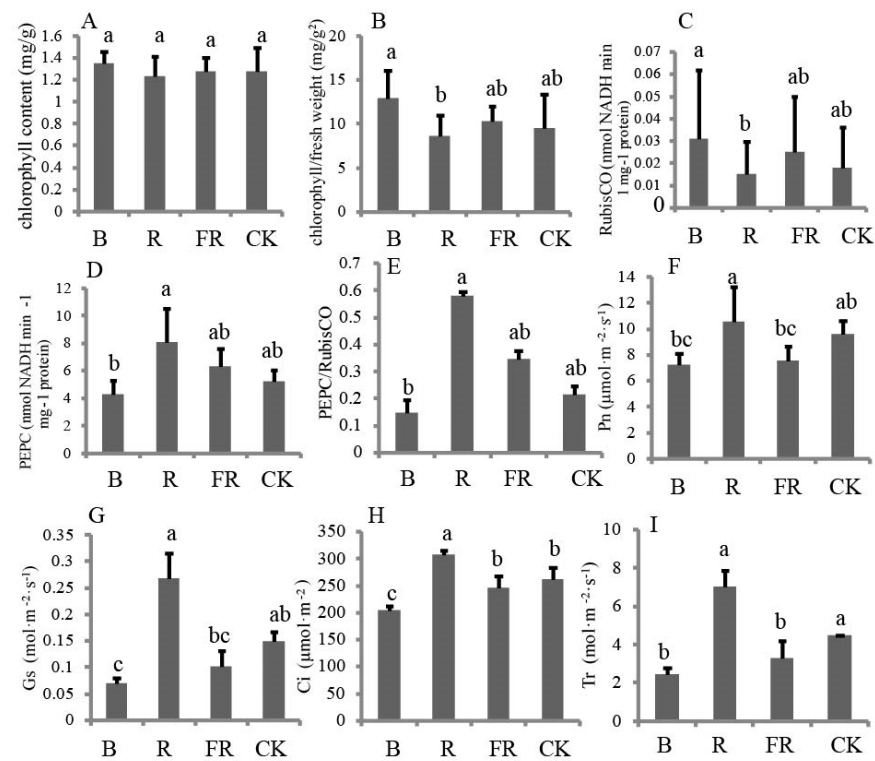 A
chlorophyll content (mg/g)
1.6
1.4
1.2
1
0.8
0.6
0.4
0.2
0
a a a a
B R FR CK
B
chlorophyll/fresh weight (mg/g²)
20
15
10
5
0
a b ab ab
B R FR CK
C
RubisCO (nmol NADH min
1 mg-1 protein)
0.07
0.06
0.05
0.04
0.03
0.02
0.01
0
a b ab ab
B R FR CK
D
PEPC (nmol NADH min -1
mg-1 protein)
12
10
8
6
4
2
0
b a ab ab
B R FR CK
E
PEPC/RubisCO
0.7
0.6
0.5
0.4
0.3
0.2
0.1
0
b a ab ab
B R FR CK
F
Pn (μmol·m⁻²·s⁻¹)
14
12
10
8
6
4
2
0
bc a bc ab
B R FR CK
G
Gs (mol·m⁻²·s⁻¹)
0.35
0.3
0.25
0.2
0.15
0.1
0.05
0
c a bc ab
B R FR CK
H
Ci (μmol·m⁻²)
350
300
250
200
150
100
50
0
c a b b
B R FR CK
I
Tr (mol·m⁻²·s⁻¹)
10
8
6
4
2
0
b a b a
B R FR CK